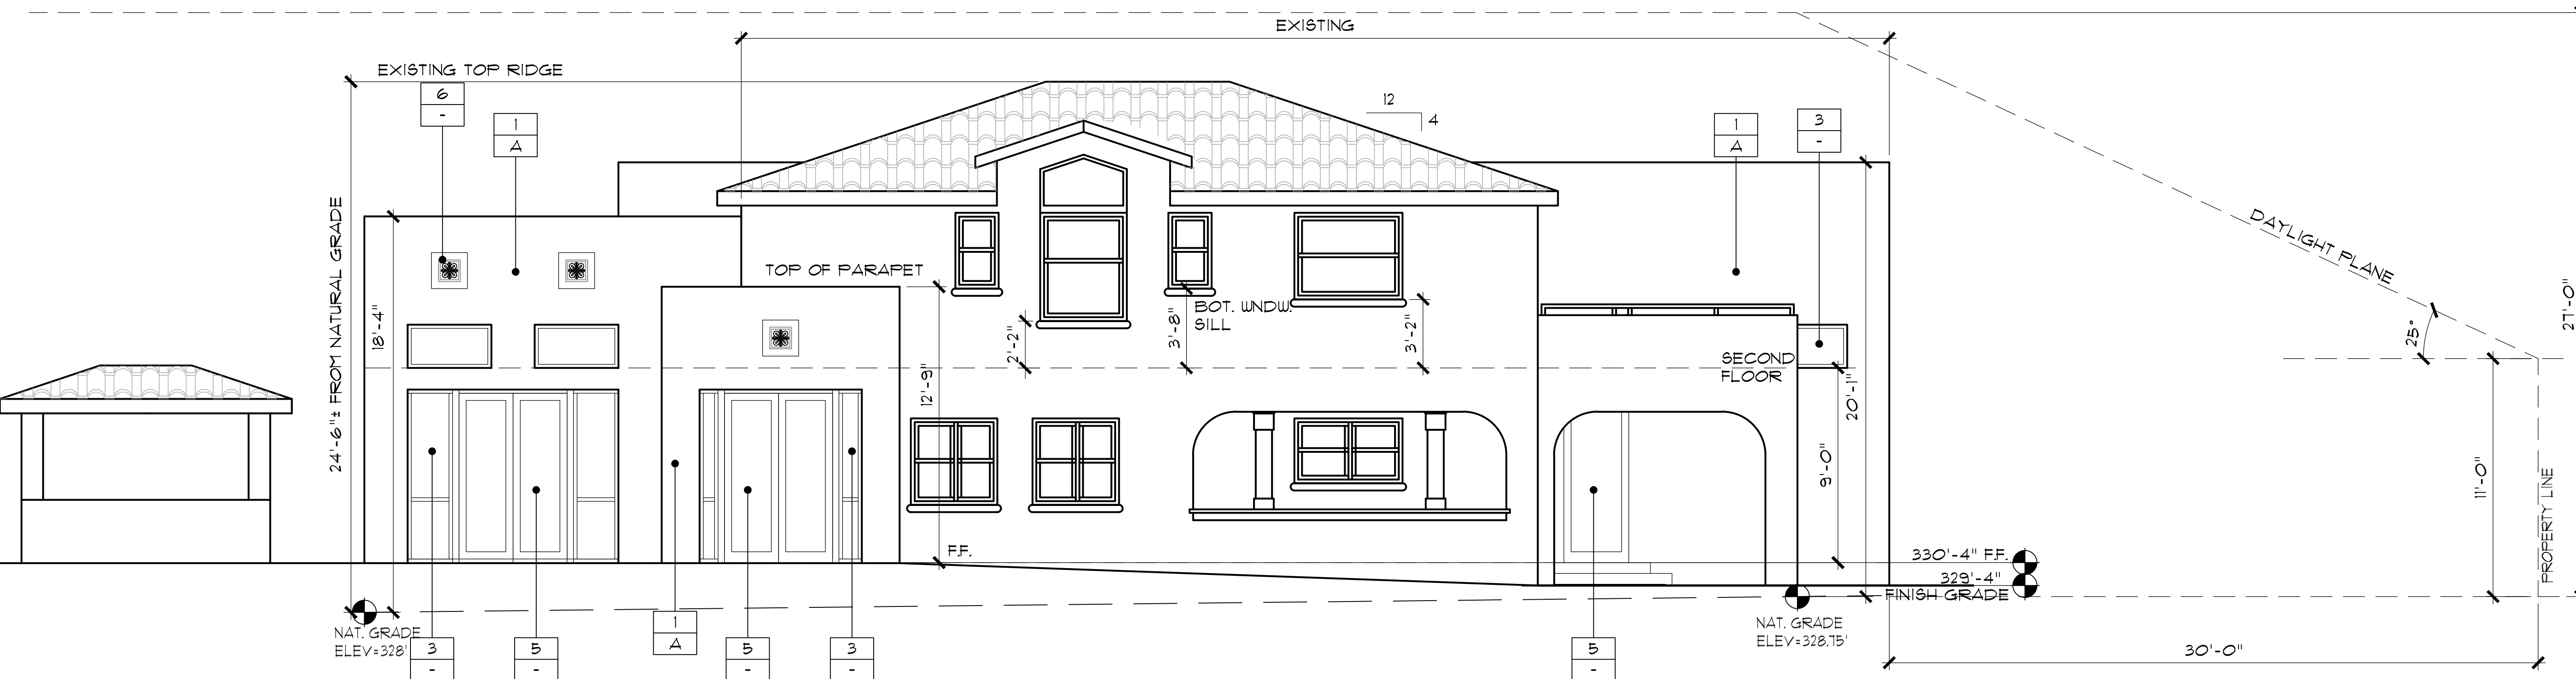 EXISTING
EXISTING TOP RIDGE
6
-
1
A
12
4
1
A
3
-
24'-6"± FROM NATURAL GRADE
18'-4"
TOP OF PARAPET
12'-9"
2'-2"
3'-8"
BOT. WNDW.
SILL
3'-2"
SECOND
FLOOR
20'-1"
9'-0"
DAYLIGHT PLANE
25°
27'-0"
11'-0"
PROPERTY LINE
F.F.
330'-4" F.F.
329'-4"
FINISH GRADE
NAT. GRADE
ELEV=328'
NAT. GRADE
ELEV=328.75'
3
-
5
-
1
A
5
-
3
-
5
-
30'-0"